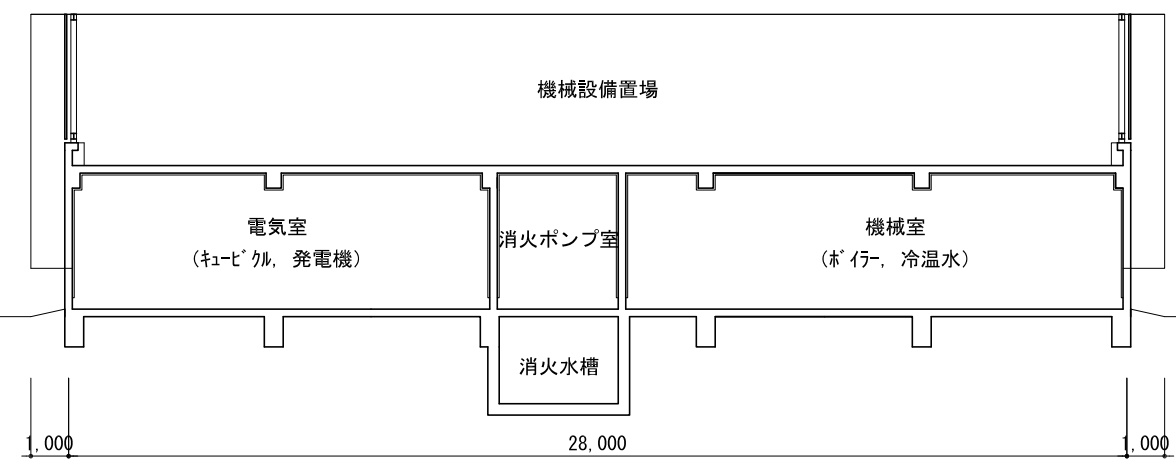 機械設備置場
電気室
(ｷｭｰﾋﾞｸﾙ, 発電機)
消火ポンプ室
機械室
(ﾎﾞｲﾗｰ, 冷温水)
消火水槽
1,000
28,000
1,000